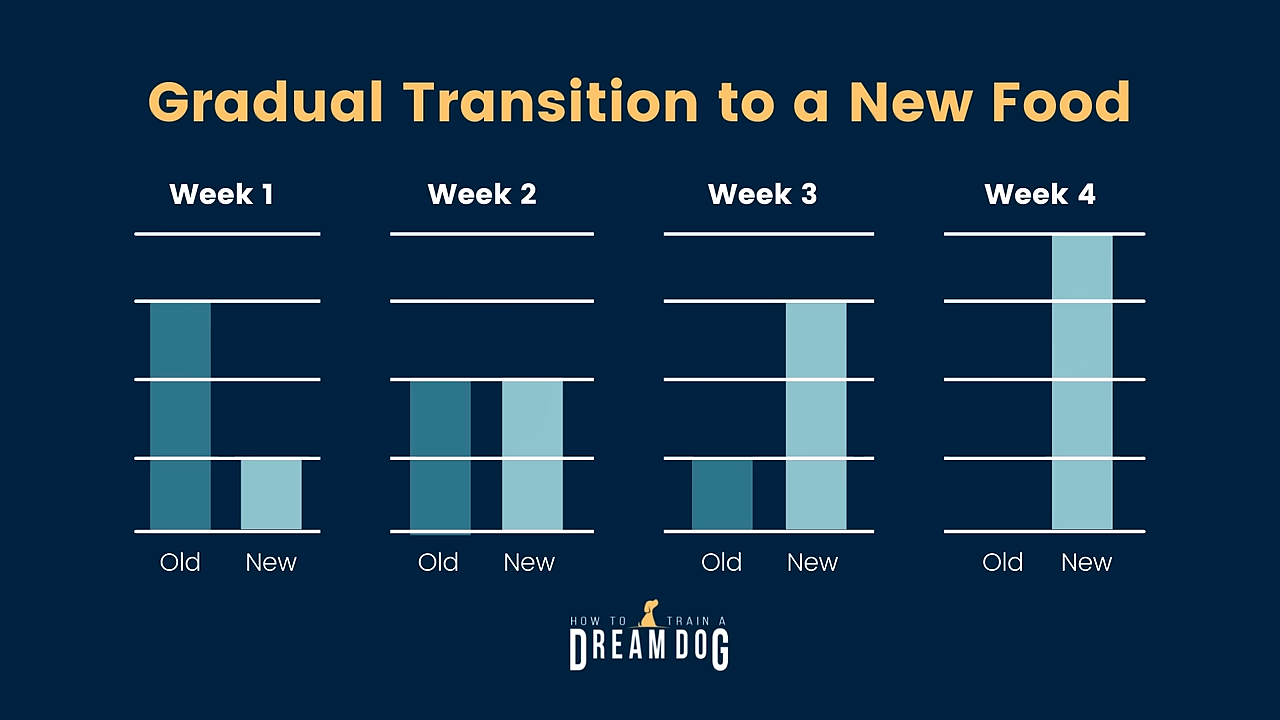 Gradual Transition to a New Food
Week 1
Week 2
Week 3
Week 4
Old New
Old New
Old New
Old New
HOW TO TRAIN A
DREAM DOG